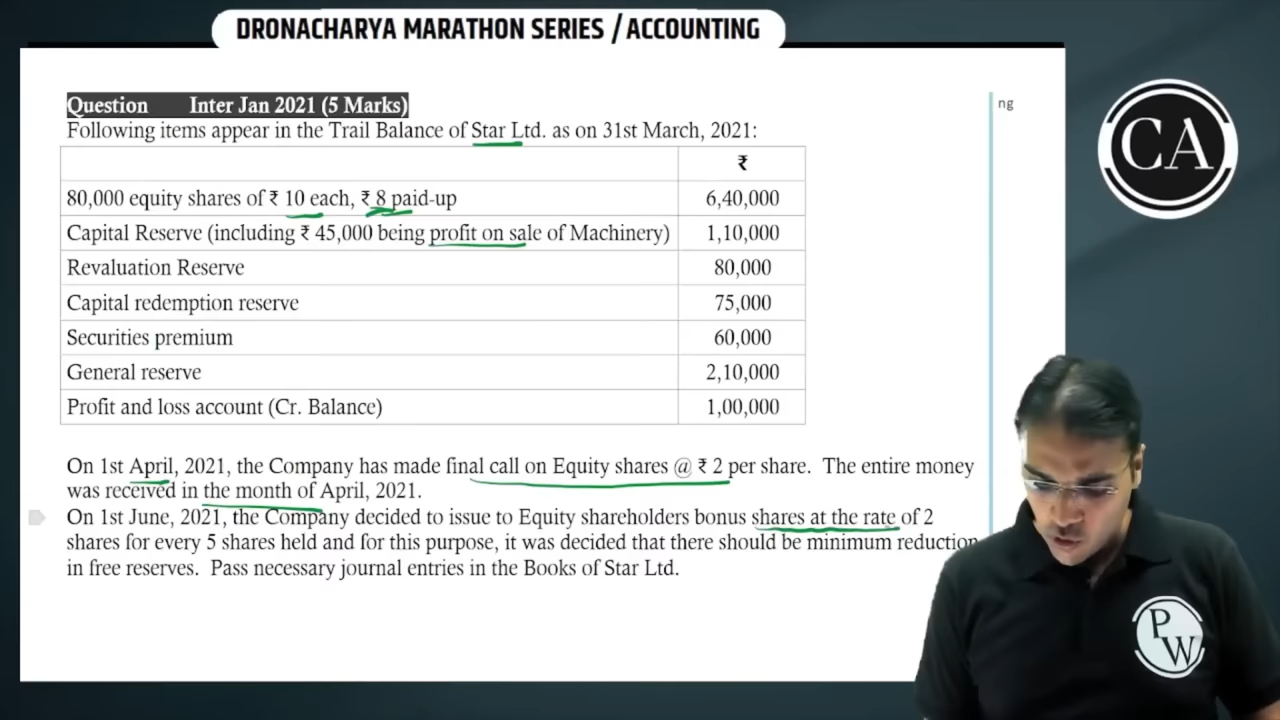 DRONACHARYA MARATHON SERIES / ACCOUNTING
Question Inter Jan 2021 (5 Marks)
ng
Following items appear in the Trail Balance of Star Ltd. as on 31st March, 2021:
₹
80,000 equity shares of ₹ 10 each, ₹ 8 paid-up 6,40,000
Capital Reserve (including ₹ 45,000 being profit on sale of Machinery) 1,10,000
Revaluation Reserve 80,000
Capital redemption reserve 75,000
Securities premium 60,000
General reserve 2,10,000
Profit and loss account (Cr. Balance) 1,00,000
On 1st April, 2021, the Company has made final call on Equity shares @ ₹ 2 per share. The entire money
was received in the month of April, 2021.
On 1st June, 2021, the Company decided to issue to Equity shareholders bonus shares at the rate of 2
shares for every 5 shares held and for this purpose, it was decided that there should be minimum reduction
in free reserves. Pass necessary journal entries in the Books of Star Ltd.
CA
P
W